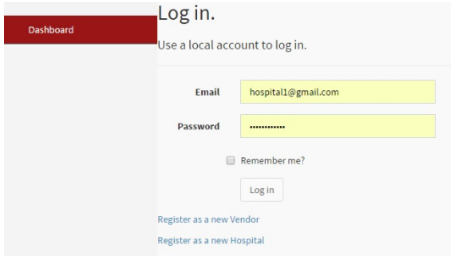 Log in.
Dashboard
Use a local account to log in.
Email hospital1@gmail.com
Password ••••••••••••
Remember me?
Log in
Register as a new Vendor
Register as a new Hospital